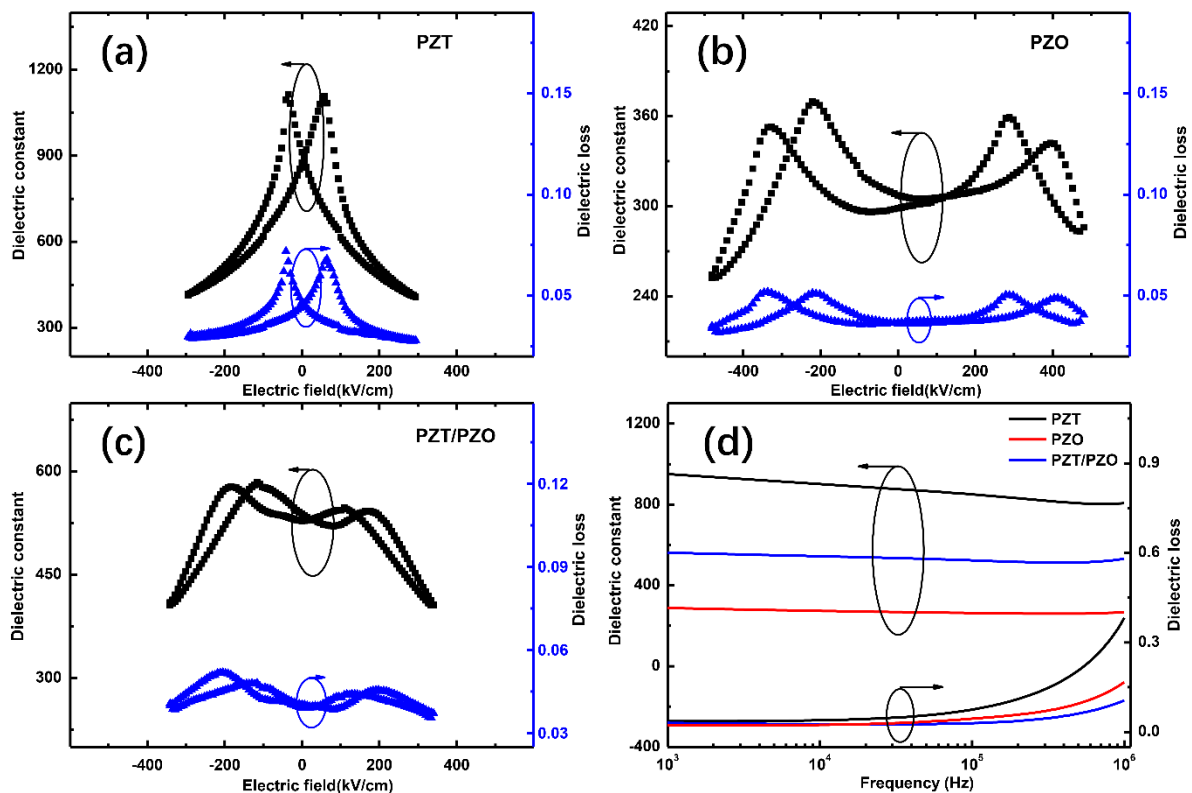 (a)
PZT
Dielectric constant
1200
900
600
300
0.15
0.10
0.05
Dielectric loss
-400 -200 0 200 400
Electric field(kV/cm)
(b)
PZO
Dielectric constant
420
360
300
240
0.15
0.10
0.05
Dielectric loss
-400 -200 0 200 400
Electric field(kV/cm)
(c)
PZT/PZO
Dielectric constant
600
450
300
0.12
0.09
0.06
0.03
Dielectric loss
-400 -200 0 200 400 600
Electric field(kV/cm)
(d)
PZT
PZO
PZT/PZO
Dielectric constant
1200
800
400
0
-400
0.9
0.6
0.3
0.0
Dielectric loss
10³ 10⁴ 10⁵ 10⁶
Frequency (Hz)